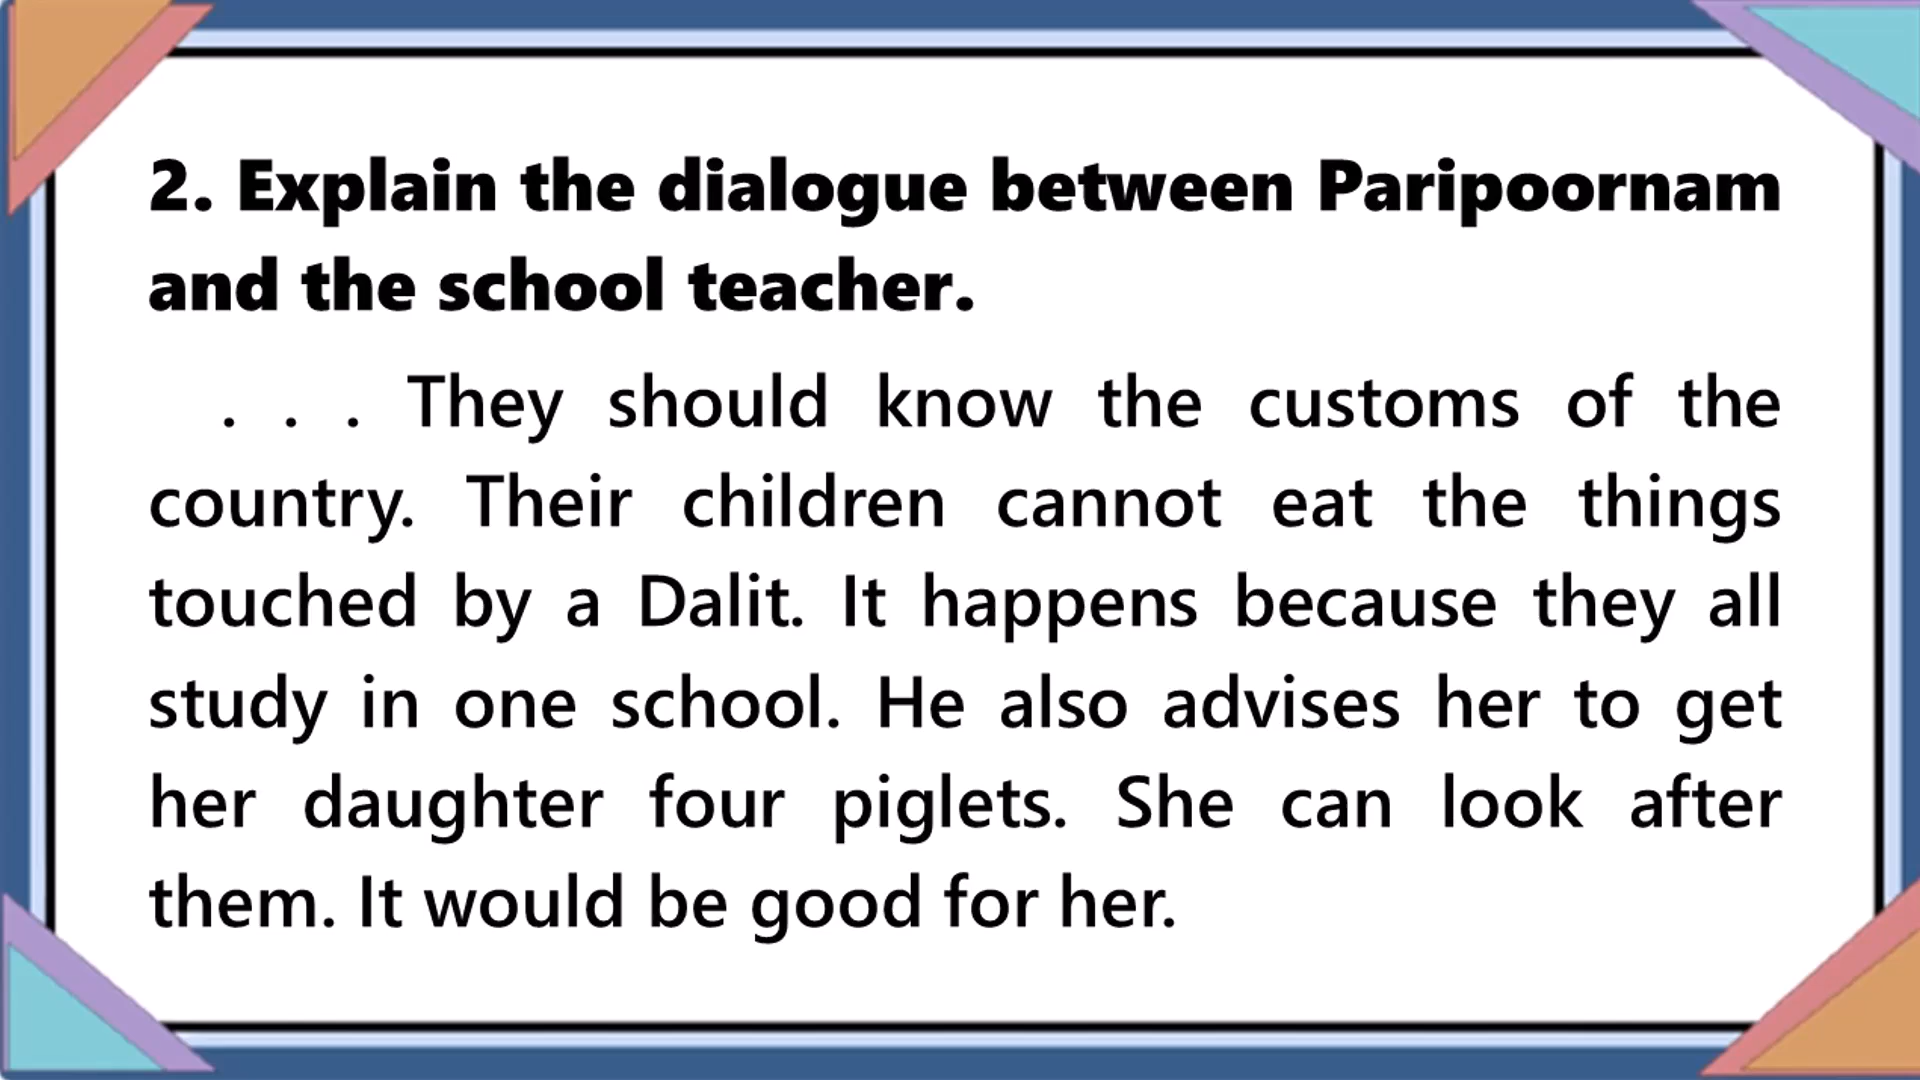 2. Explain the dialogue between Paripoornam
and the school teacher.
. . . They should know the customs of the
country. Their children cannot eat the things
touched by a Dalit. It happens because they all
study in one school. He also advises her to get
her daughter four piglets. She can look after
them. It would be good for her.